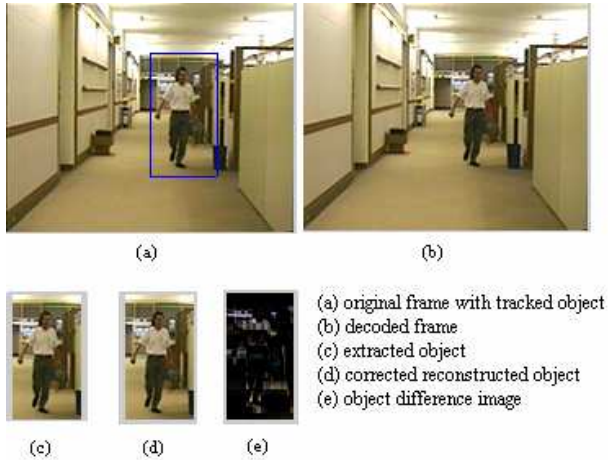 (a)
(b)
(a) original frame with tracked object
(b) decoded frame
(c) extracted object
(d) corrected reconstructed object
(e) object difference image
(c)
(d)
(e)